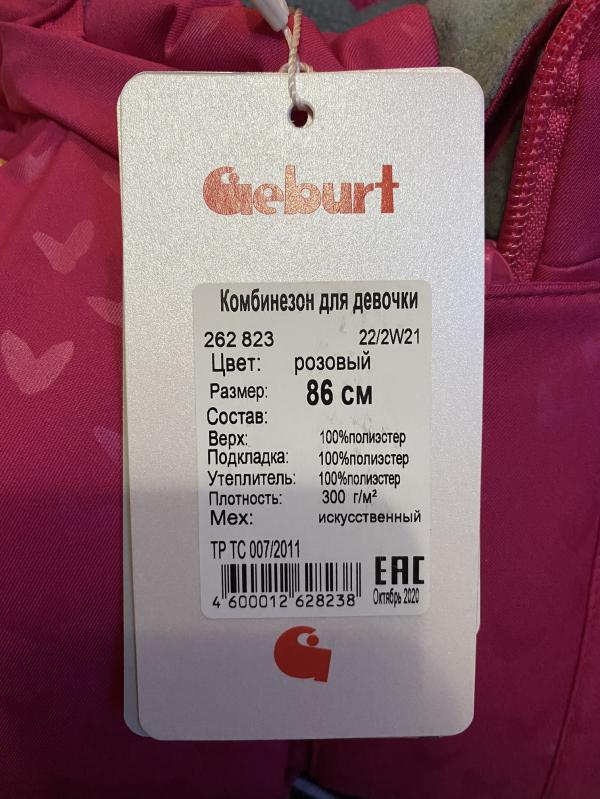 Geburt
Комбинезон для девочки
262 823 22/2W21
Цвет: розовый
Размер: 86 см
Состав:
Верх: 100%полиэстер
Подкладка: 100%полиэстер
Утеплитель: 100%полиэстер
Плотность: 300 г/м²
Мех: искусственный
ТР ТС 007/2011
EAC
4 600012 628238 Октябрь 2020